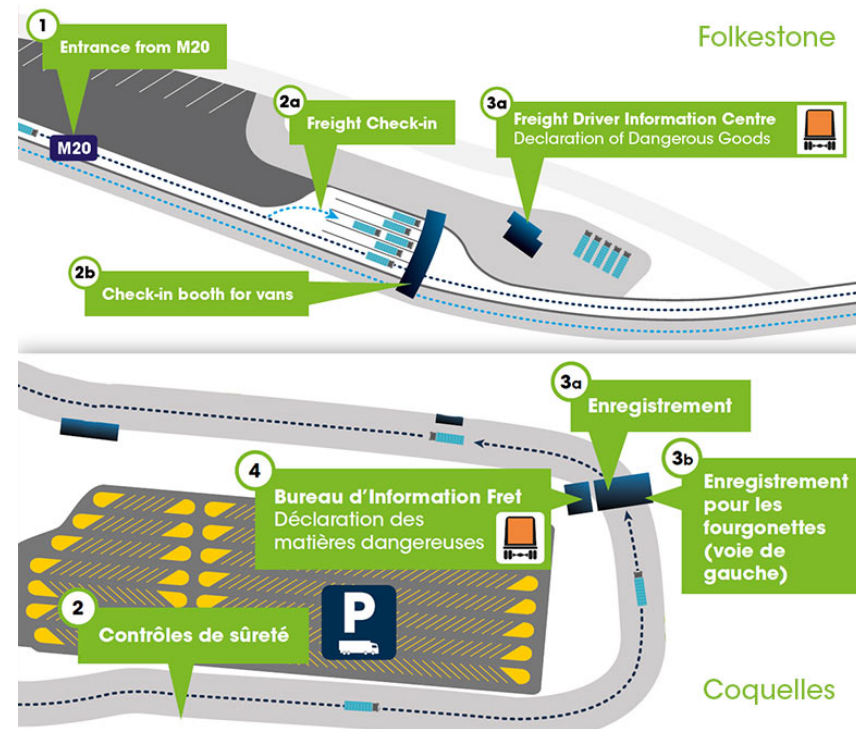 1
Entrance from M20
Folkestone
2a
Freight Check-in
3a
Freight Driver Information Centre
Declaration of Dangerous Goods
M20
2b
Check-in booth for vans
3a
Enregistrement
3b
Enregistrement
pour les
fourgonettes
(voie de
gauche)
4
Bureau d’Information Fret
Déclaration des
matières dangereuses
2
Contrôles de sûreté
P
Coquelles